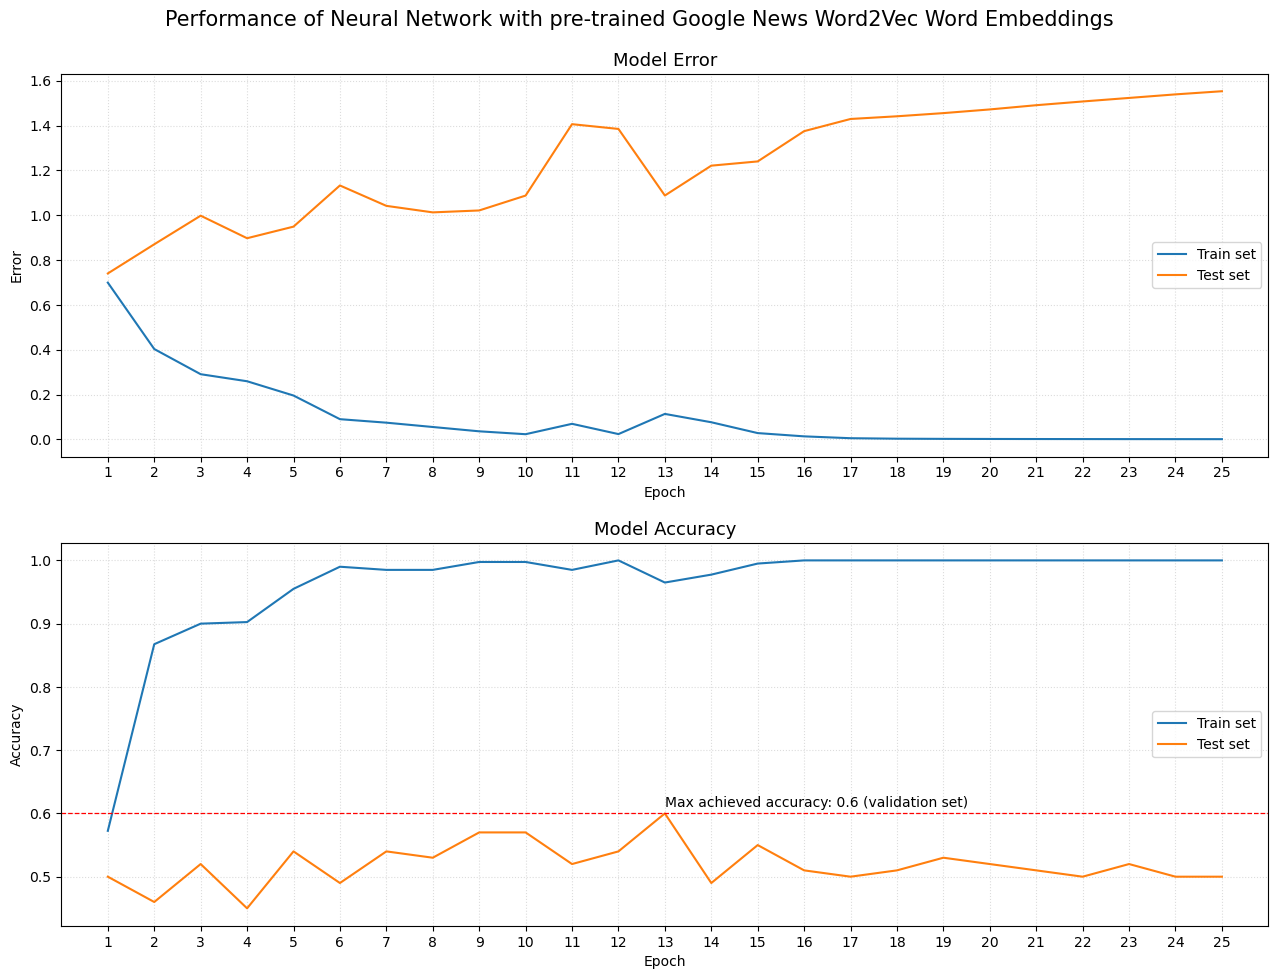 Performance of Neural Network with pre-trained Google News Word2Vec Word Embeddings
Model Error
1.6
1.4
1.2
1.0
0.8
0.6
0.4
0.2
0.0
Error
Train set
Test set
1 2 3 4 5 6 7 8 9 10 11 12 13 14 15 16 17 18 19 20 21 22 23 24 25
Epoch
Model Accuracy
1.0
0.9
0.8
0.7
0.6
0.5
Accuracy
Train set
Test set
Max achieved accuracy: 0.6 (validation set)
1 2 3 4 5 6 7 8 9 10 11 12 13 14 15 16 17 18 19 20 21 22 23 24 25
Epoch